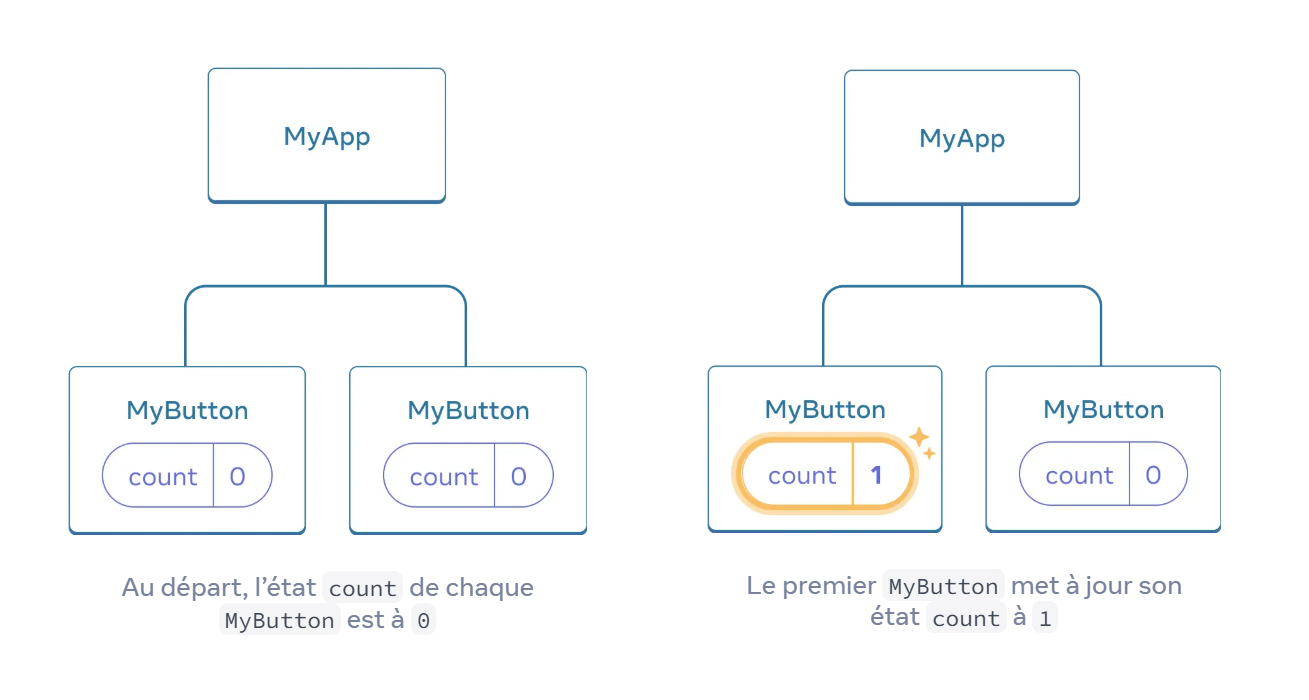 MyApp
MyButton
count 0
MyButton
count 0
Au départ, l’état count de chaque
MyButton est à 0
MyApp
MyButton
count 1
MyButton
count 0
Le premier MyButton met à jour son
état count à 1